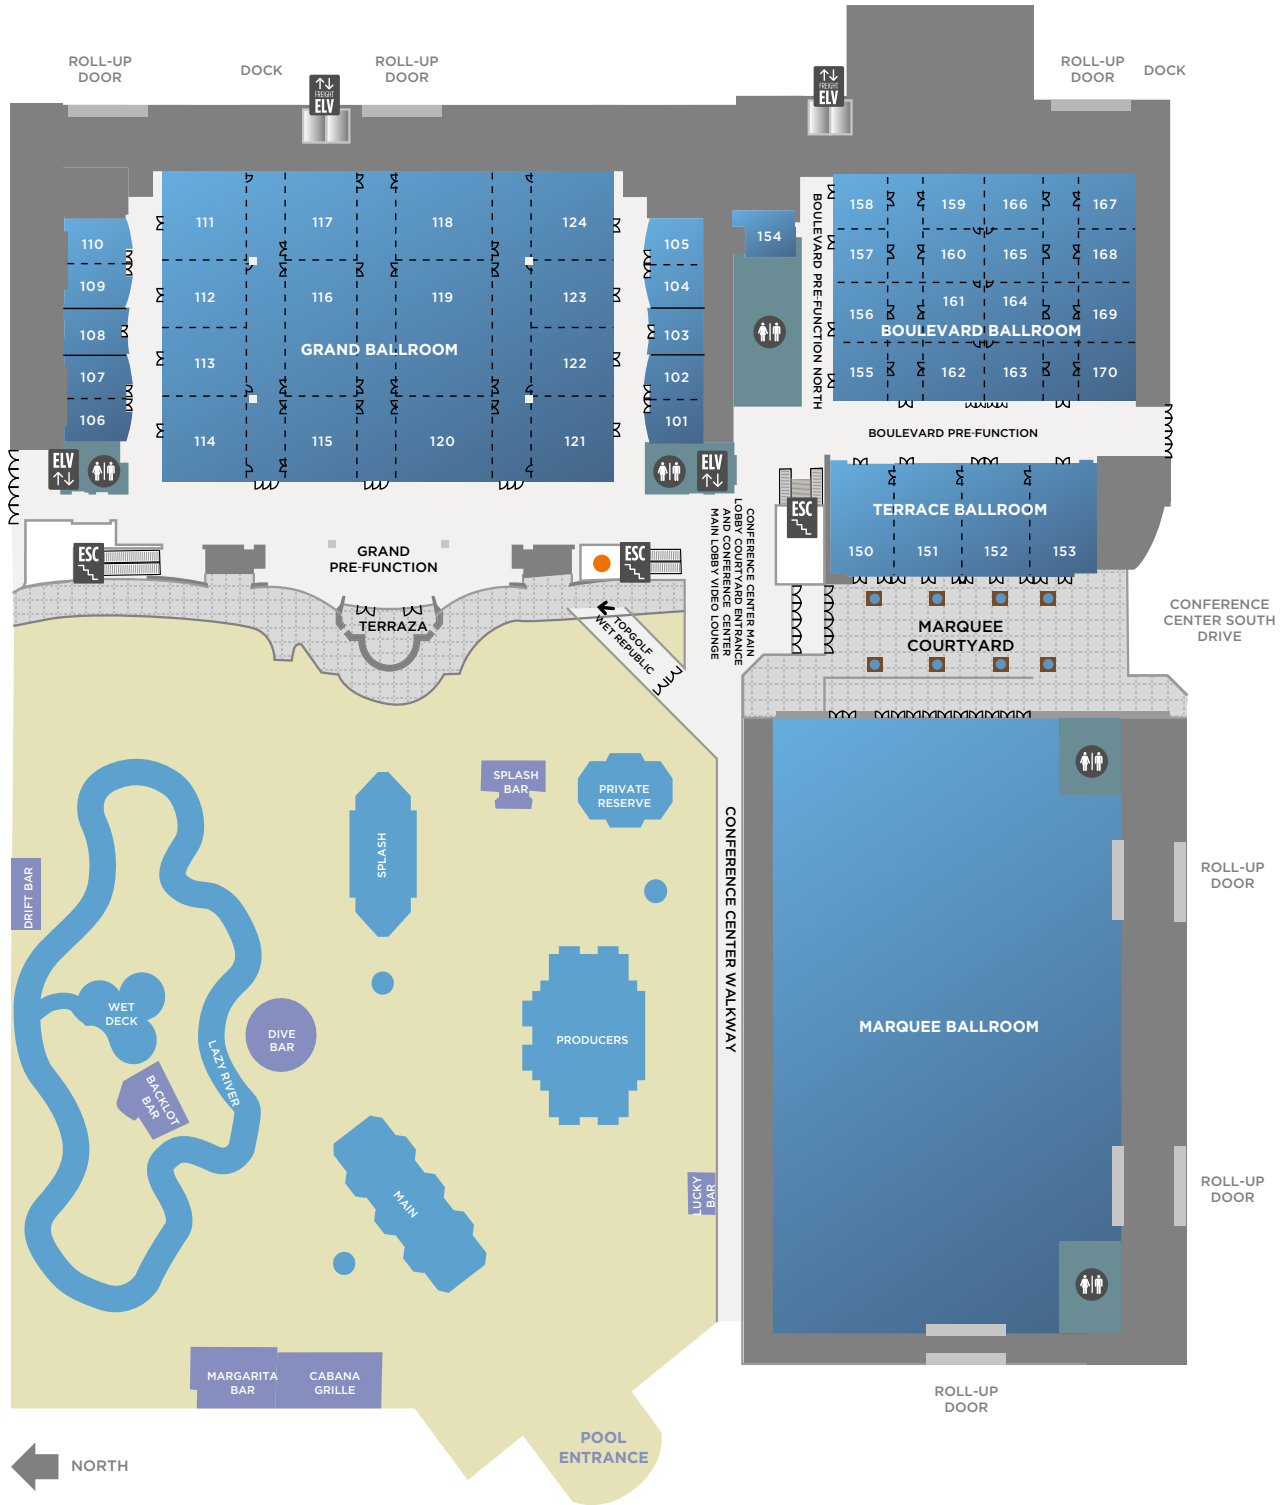 ROLL-UP
DOOR
DOCK
FREIGHT
ELV
ROLL-UP
DOOR
FREIGHT
ELV
ROLL-UP
DOOR
DOCK
110
109
108
107
106
111
117
118
124
112
116
119
123
GRAND BALLROOM
113
122
114
115
120
121
105
104
103
102
101
154
BOULEVARD PRE-FUNCTION NORTH
158
159
166
167
157
160
165
168
161
164
156
169
BOULEVARD BALLROOM
155
162
163
170
BOULEVARD PRE-FUNCTION
ELV
ELV
ESC
TERRACE BALLROOM
150
151
152
153
ESC
GRAND
PRE-FUNCTION
ESC
TERRAZA
TOPGOLF
WET REPUBLIC
CONFERENCE CENTER MAIN
LOBBY COURTYARD ENTRANCE
AND CONFERENCE CENTER
MAIN LOBBY VIDEO LOUNGE
MARQUEE
COURTYARD
CONFERENCE
CENTER SOUTH
DRIVE
SPLASH
BAR
PRIVATE
RESERVE
SPLASH
DRIFT BAR
CONFERENCE CENTER WALKWAY
ROLL-UP
DOOR
WET
DECK
DIVE
BAR
LAZY RIVER
PRODUCERS
MARQUEE BALLROOM
BACKLOT
BAR
MAIN
LUCKY
BAR
ROLL-UP
DOOR
MARGARITA
BAR
CABANA
GRILLE
ROLL-UP
DOOR
POOL
ENTRANCE
NORTH